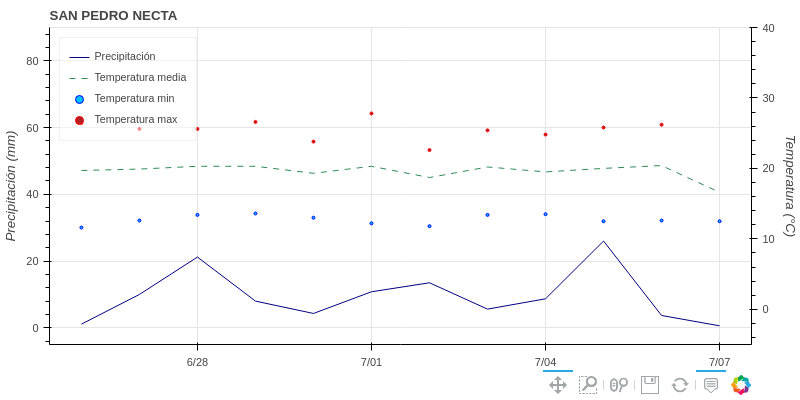 SAN PEDRO NECTA
Precipitación
Temperatura media
Temperatura min
Temperatura max
Precipitación (mm)
80
60
40
20
0
Temperatura (°C)
40
30
20
10
0
6/28
7/01
7/04
7/07